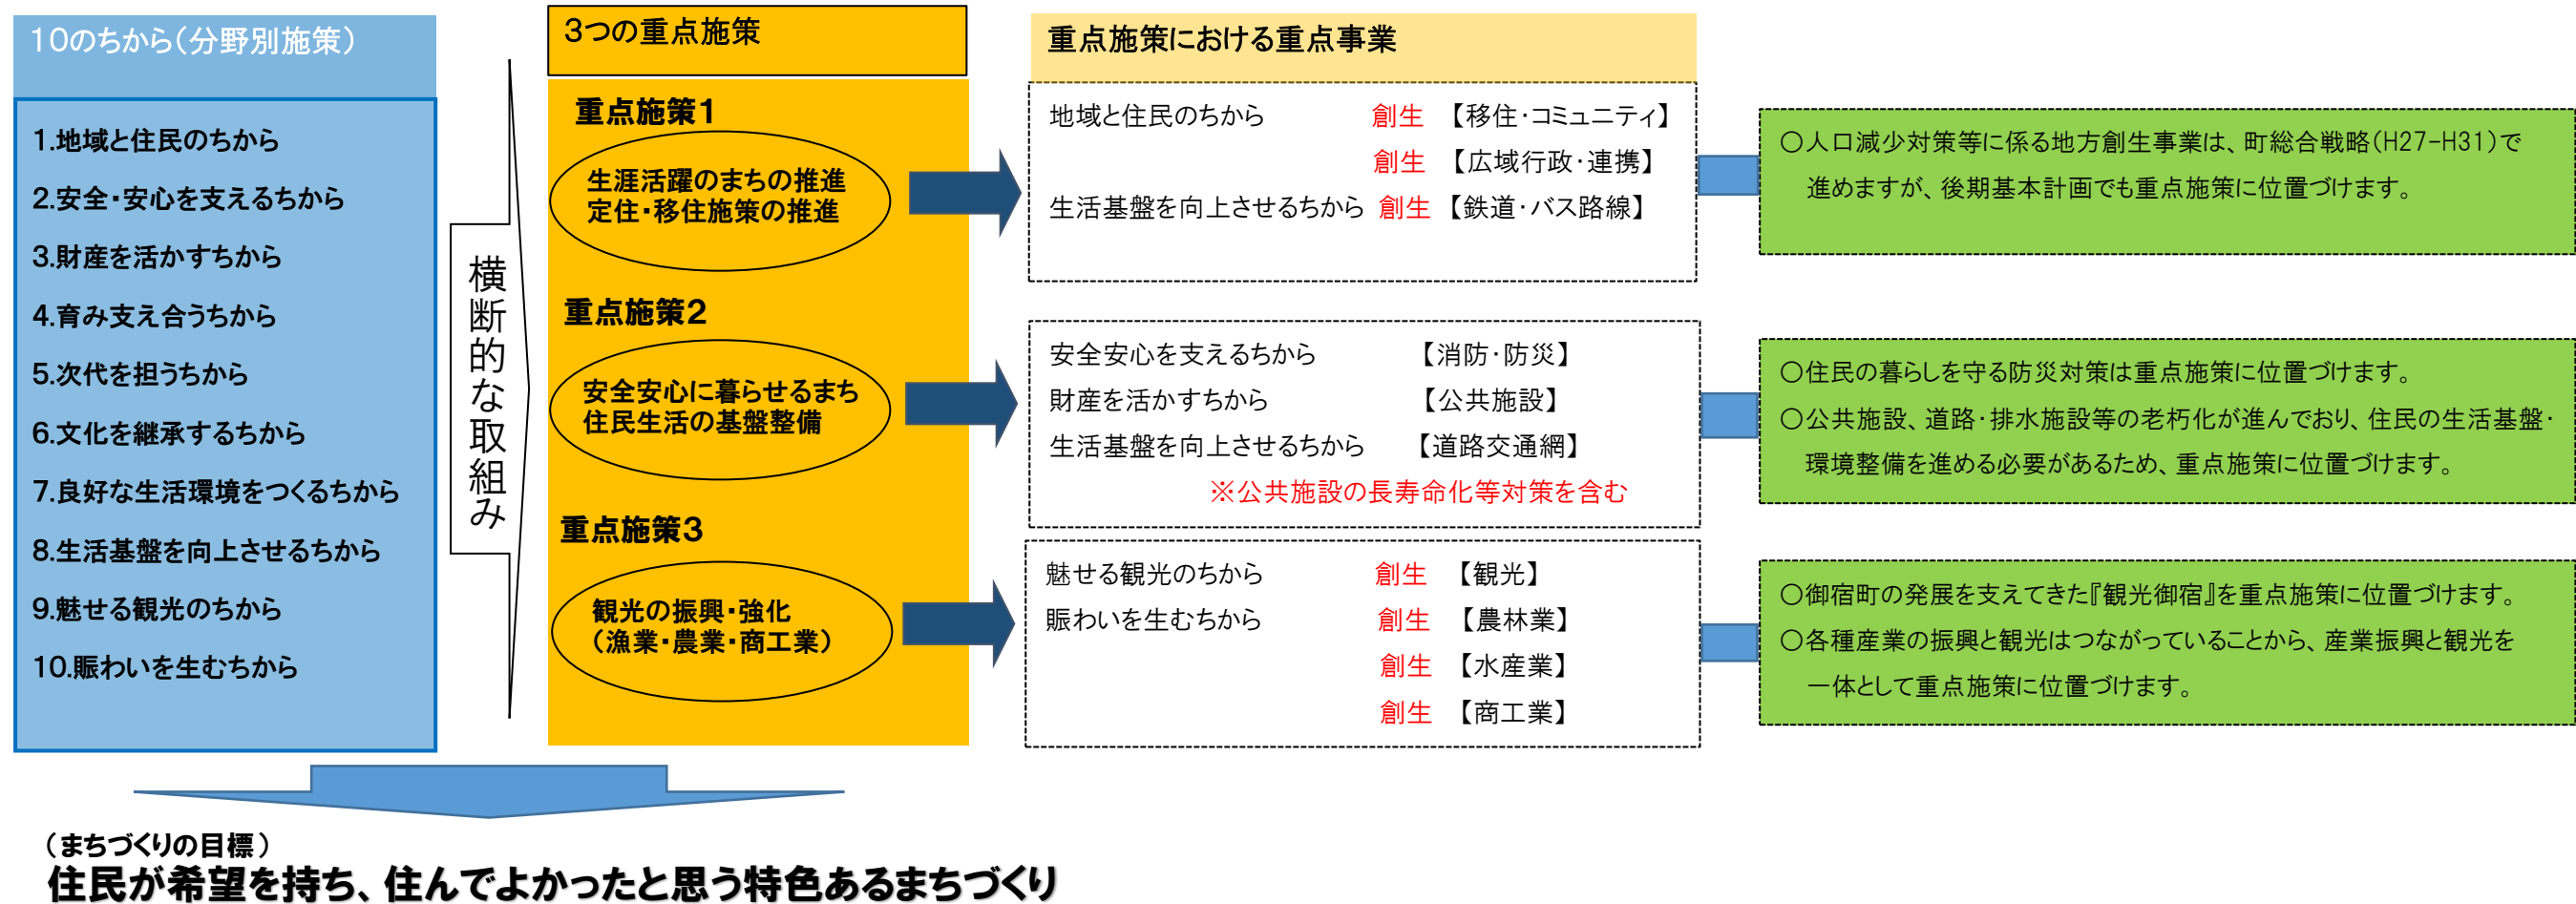 10のちから(分野別施策)
1.地域と住民のちから
2.安全・安心を支えるちから
3.財産を活かすちから
4.育み支え合うちから
5.次代を担うちから
6.文化を継承するちから
7.良好な生活環境をつくるちから
8.生活基盤を向上させるちから
9.魅せる観光のちから
10.賑わいを生むちから
横断的な取組み
3つの重点施策
重点施策1
生涯活躍のまちの推進
定住・移住施策の推進
重点施策2
安全安心に暮らせるまち
住民生活の基盤整備
重点施策3
観光の振興・強化
(漁業・農業・商工業)
重点施策における重点事業
地域と住民のちから 創生 【移住・コミュニティ】
創生 【広域行政・連携】
生活基盤を向上させるちから 創生 【鉄道・バス路線】
安全安心を支えるちから 【消防・防災】
財産を活かすちから 【公共施設】
生活基盤を向上させるちから 【道路交通網】
※公共施設の長寿命化等対策を含む
魅せる観光のちから 創生 【観光】
賑わいを生むちから 創生 【農林業】
創生 【水産業】
創生 【商工業】
○人口減少対策等に係る地方創生事業は、町総合戦略(H27-H31)で
進めますが、後期基本計画でも重点施策に位置づけます。
○住民の暮らしを守る防災対策は重点施策に位置づけます。
○公共施設、道路・排水施設等の老朽化が進んでおり、住民の生活基盤・
環境整備を進める必要があるため、重点施策に位置づけます。
○御宿町の発展を支えてきた『観光御宿』を重点施策に位置づけます。
○各種産業の振興と観光はつながっていることから、産業振興と観光を
一体として重点施策に位置づけます。
(まちづくりの目標)
住民が希望を持ち、住んでよかったと思う特色あるまちづくり